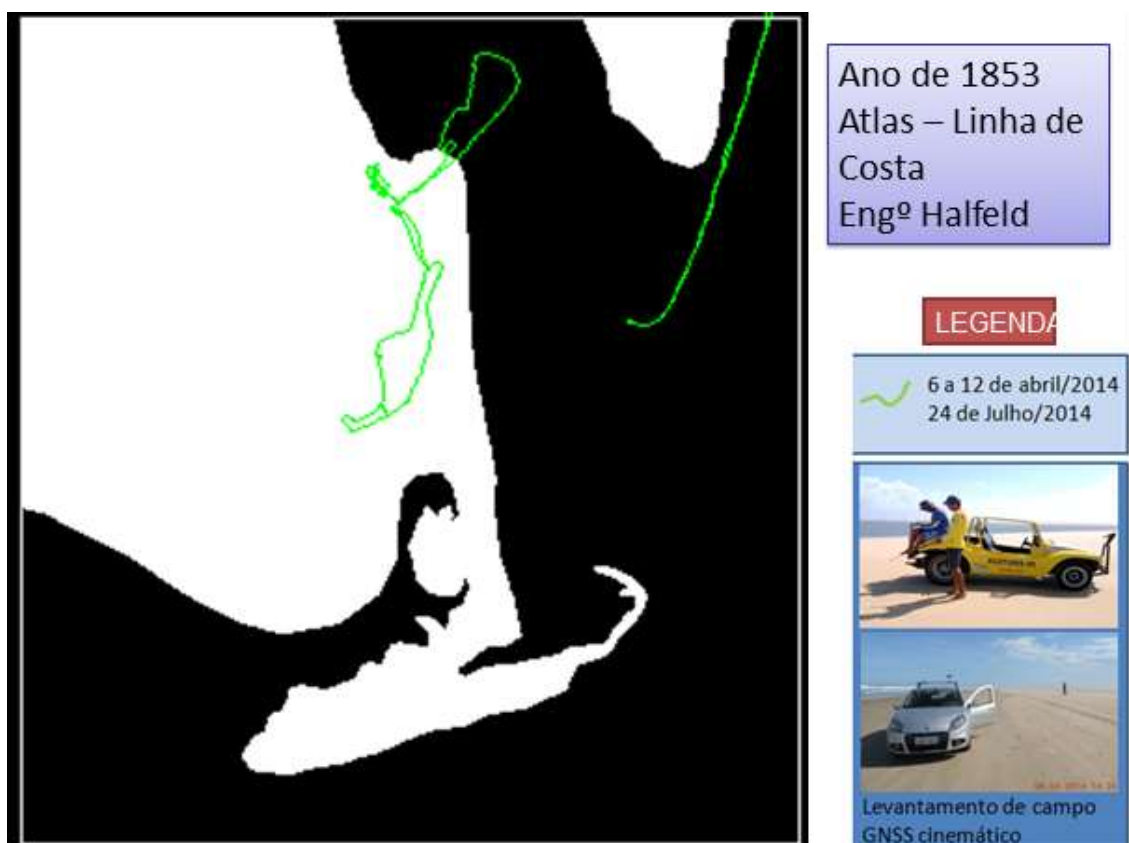 Ano de 1853
Atlas – Linha de
Costa
Engº Halfeld
LEGENDA
6 a 12 de abril/2014
24 de Julho/2014
Levantamento de campo
GNSS cinemático